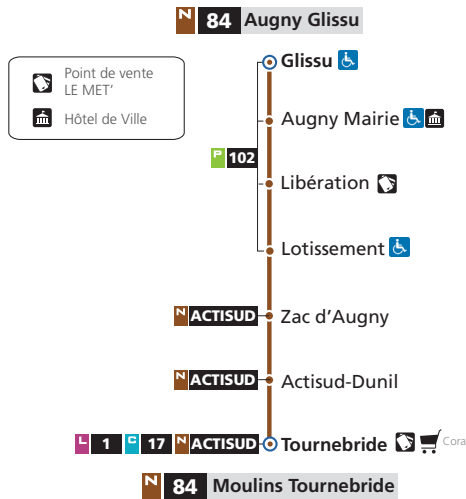 N 84 Augny Glissu
Point de vente
LE MET'
Hôtel de Ville
Glissu
Augny Mairie
P 102
Libération
Lotissement
N ACTISUD Zac d'Augny
N ACTISUD Actisud-Dunil
L 1 C 17 N ACTISUD Tournebride Cora
N 84 Moulins Tournebride